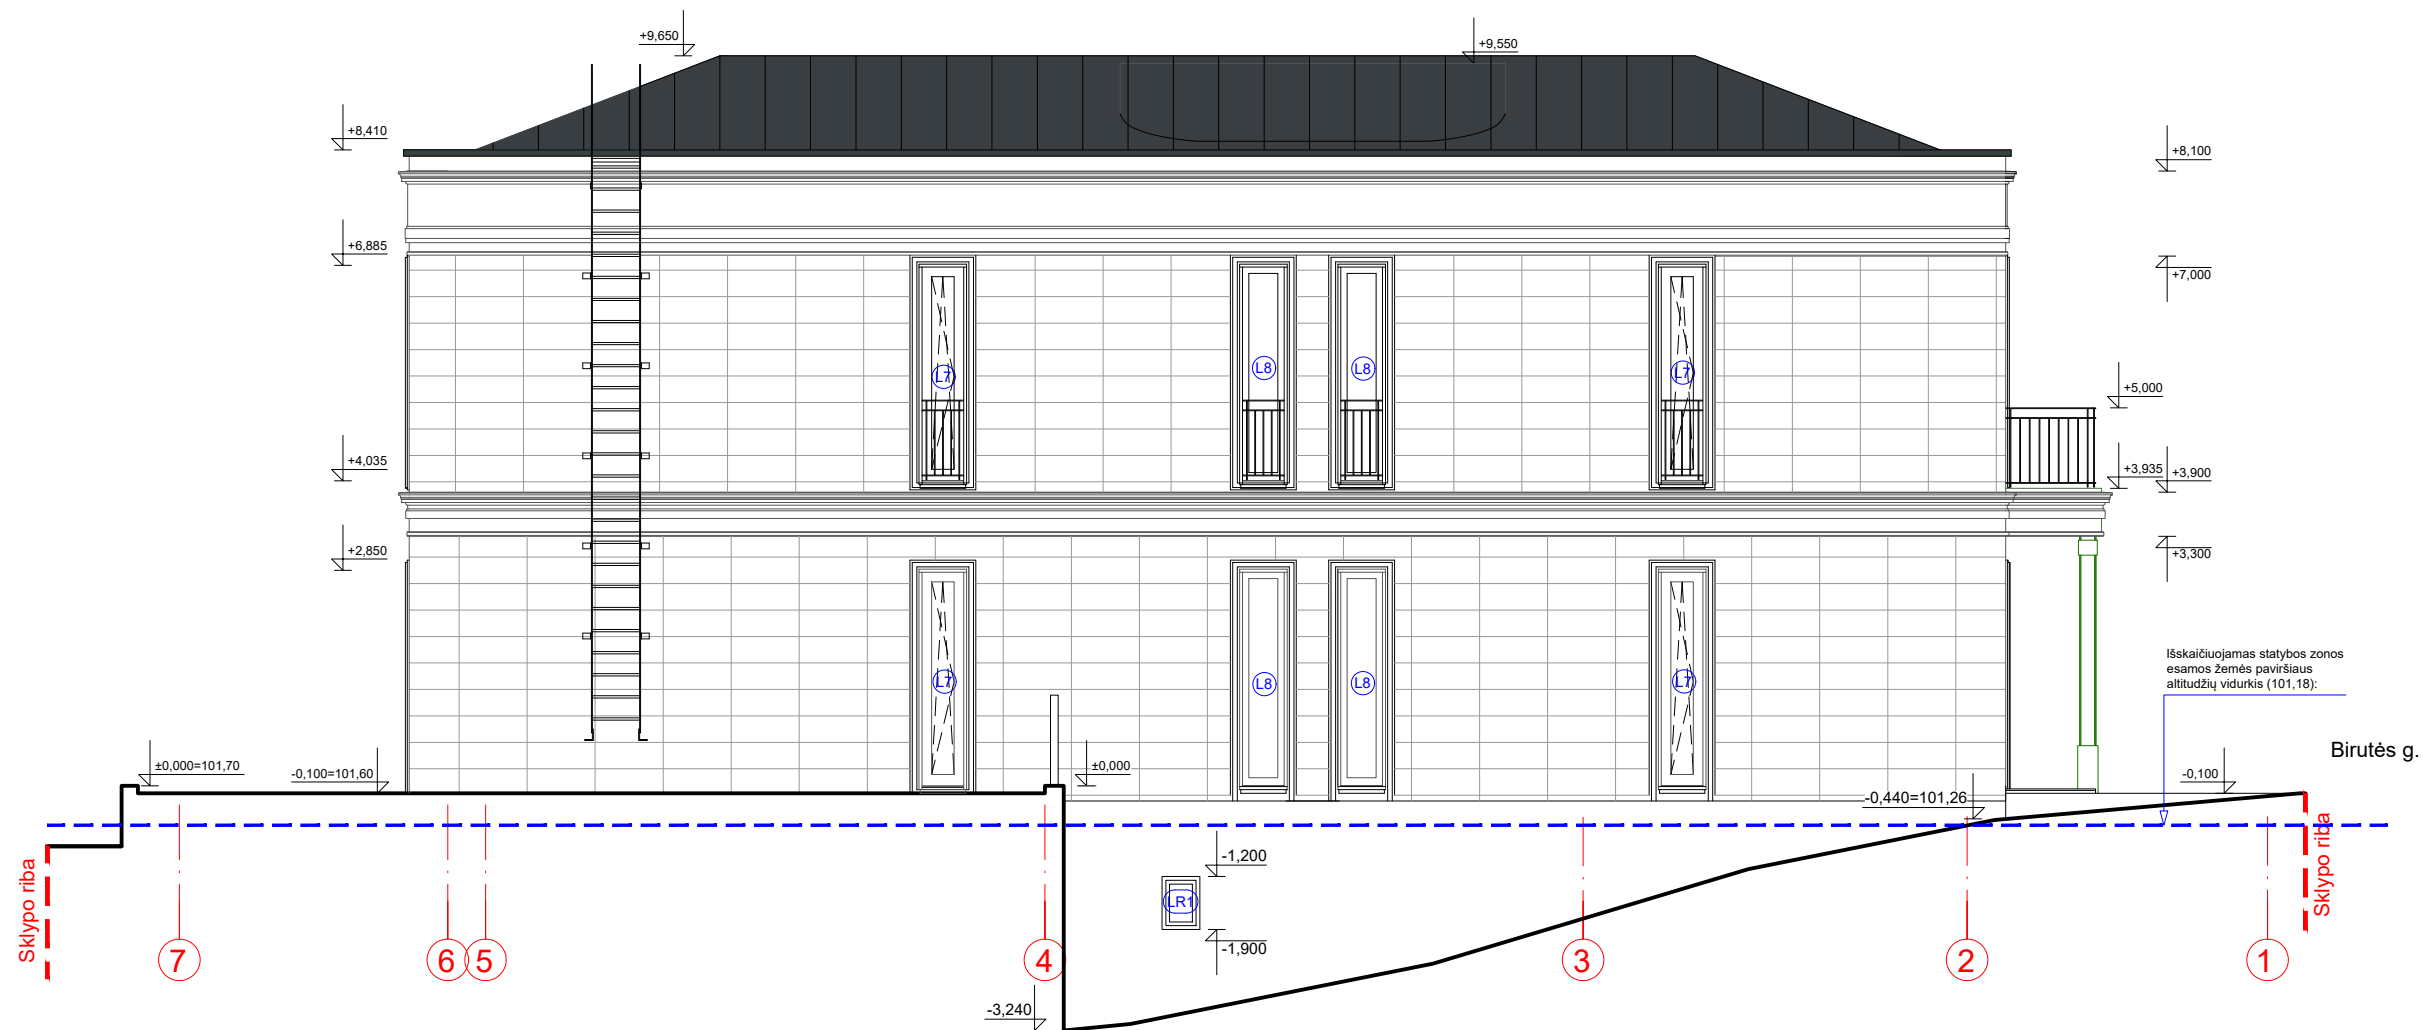 +9,650
+9,550
+8,410
+8,100
+6,885
+7,000
L7
L8
L8
L7
+5,000
+4,035
+3,935
+3,900
+2,850
+3,300
Išskaičiuojamas statybos zonos
esamos žemės paviršiaus
altitudžių vidurkis (101,18):
L7
L8
L8
L7
Birutės g.
±0,000=101,70
-0,100=101,60
±0,000
-0,100
-0,440=101,26
Sklypo riba
Sklypo riba
-1,200
LR1
-1,900
7
6
5
4
3
2
1
-3,240